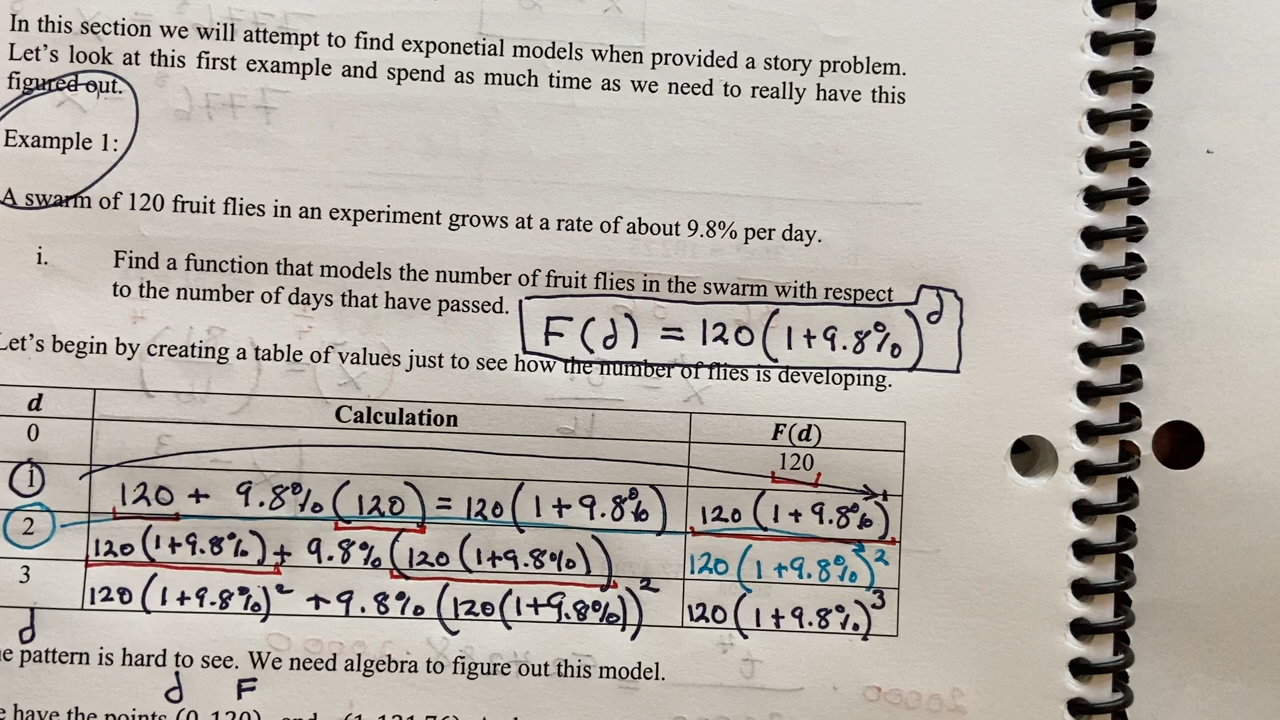 In this section we will attempt to find exponetial models when provided a story problem.
Let's look at this first example and spend as much time as we need to really have this
figured out.
Example 1:
A swarm of 120 fruit flies in an experiment grows at a rate of about 9.8% per day.
i. Find a function that models the number of fruit flies in the swarm with respect
to the number of days that have passed.
F(d) = 120(1+9.8%)^d
Let's begin by creating a table of values just to see how the number of flies is developing.
d Calculation F(d)
0 120
1 120 + 9.8%(120) = 120(1+9.8%) 120(1+9.8%)
2 120(1+9.8%) + 9.8%(120(1+9.8%)) 120(1+9.8%)^2
3 120(1+9.8%)^2 + 9.8%(120(1+9.8%))^2 120(1+9.8%)^3
d
pattern is hard to see. We need algebra to figure out this model.
d F
have the points (0, 120)